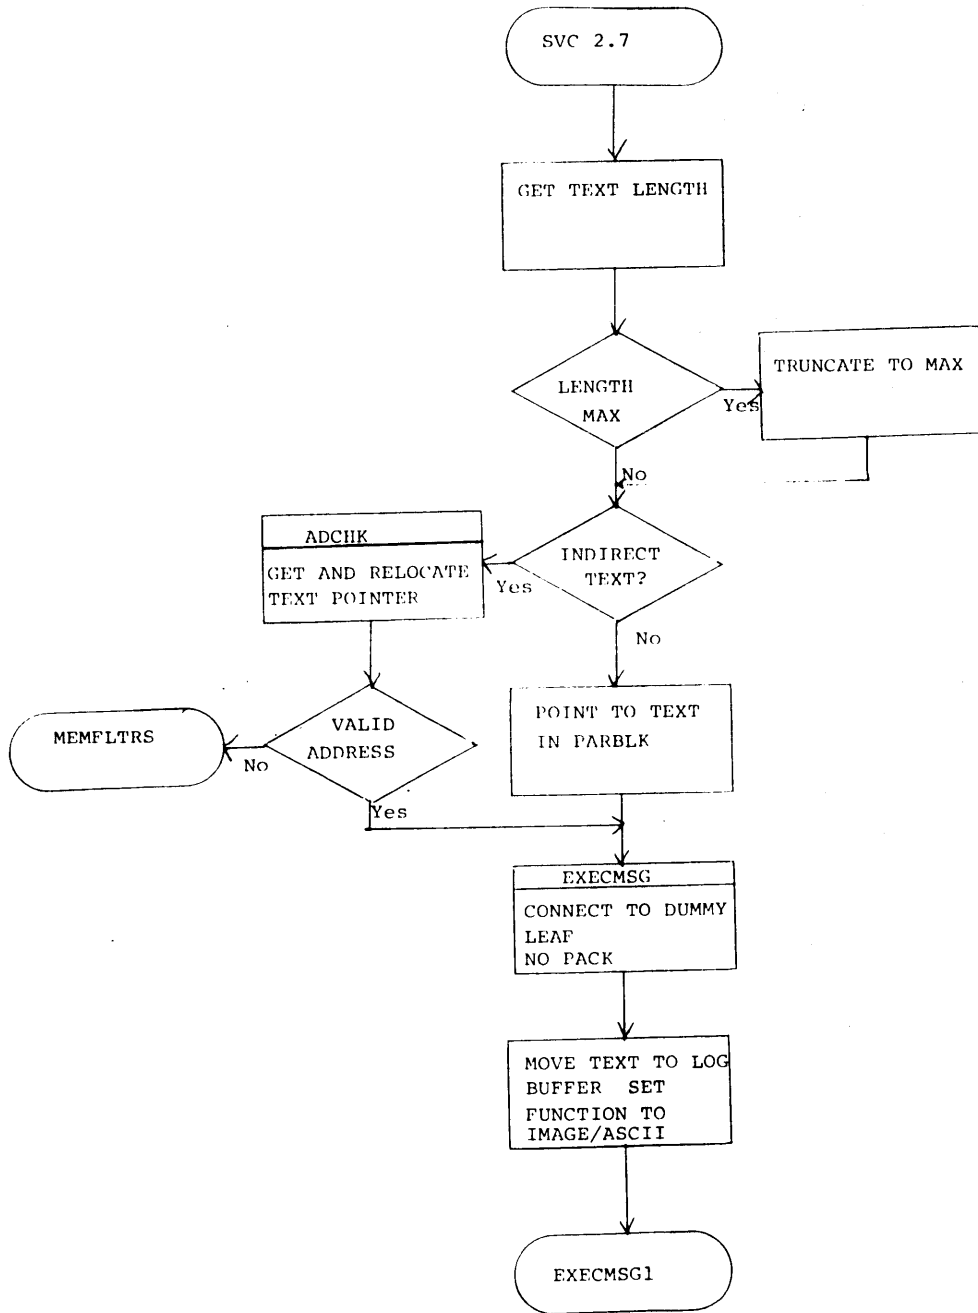 SVC 2.7
GET TEXT LENGTH
LENGTH
MAX
Yes
TRUNCATE TO MAX
No
INDIRECT
TEXT?
Yes
No
ADCHK
GET AND RELOCATE
TEXT POINTER
VALID
ADDRESS
No
Yes
MEMFLTRS
POINT TO TEXT
IN PARBLK
EXECMSG
CONNECT TO DUMMY
LEAF
NO PACK
MOVE TEXT TO LOG
BUFFER SET
FUNCTION TO
IMAGE/ASCII
EXECMSG1